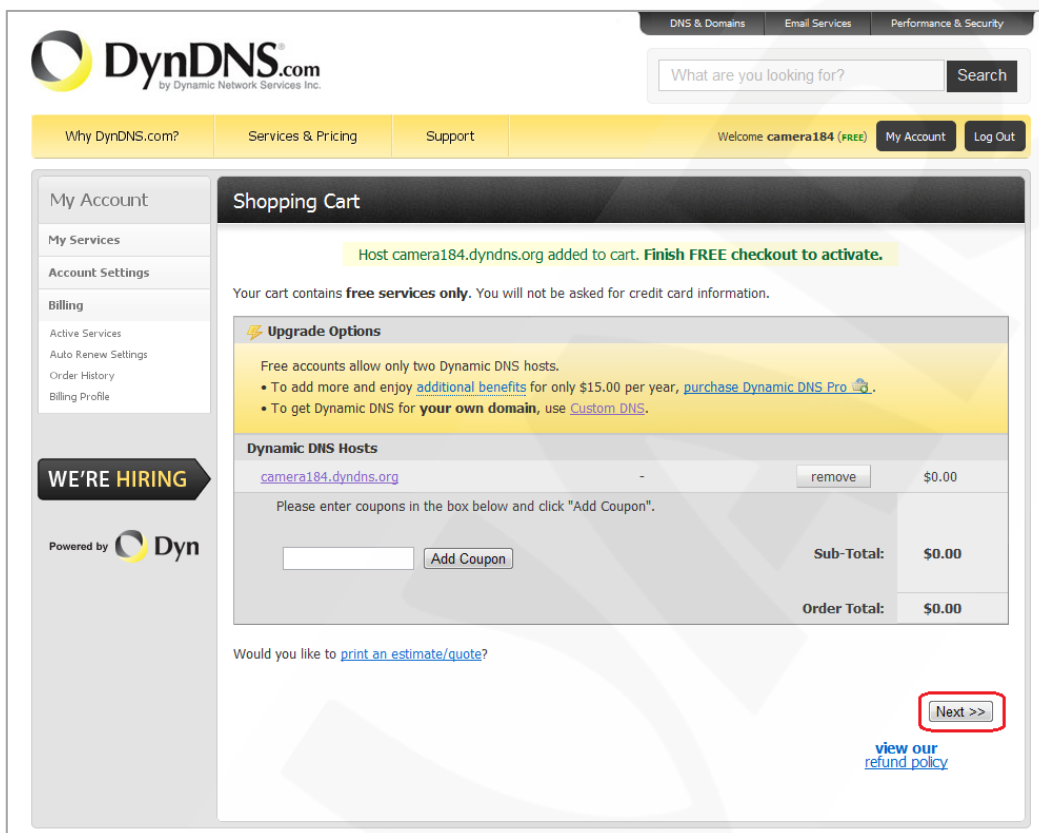 DNS & Domains Email Services Performance & Security
DynDNS®.com
by Dynamic Network Services Inc.
What are you looking for? Search
Why DynDNS.com? Services & Pricing Support Welcome camera184 (FREE) My Account Log Out
My Account
My Services
Account Settings
Billing
Active Services
Auto Renew Settings
Order History
Billing Profile
WE'RE HIRING
Powered by Dyn
Shopping Cart
Host camera184.dyndns.org added to cart. Finish FREE checkout to activate.
Your cart contains free services only. You will not be asked for credit card information.
Upgrade Options
Free accounts allow only two Dynamic DNS hosts.
• To add more and enjoy additional benefits for only $15.00 per year, purchase Dynamic DNS Pro .
• To get Dynamic DNS for your own domain, use Custom DNS.
Dynamic DNS Hosts
camera184.dyndns.org - remove $0.00
Please enter coupons in the box below and click "Add Coupon".
Add Coupon Sub-Total: $0.00
Order Total: $0.00
Would you like to print an estimate/quote?
Next >>
view our
refund policy